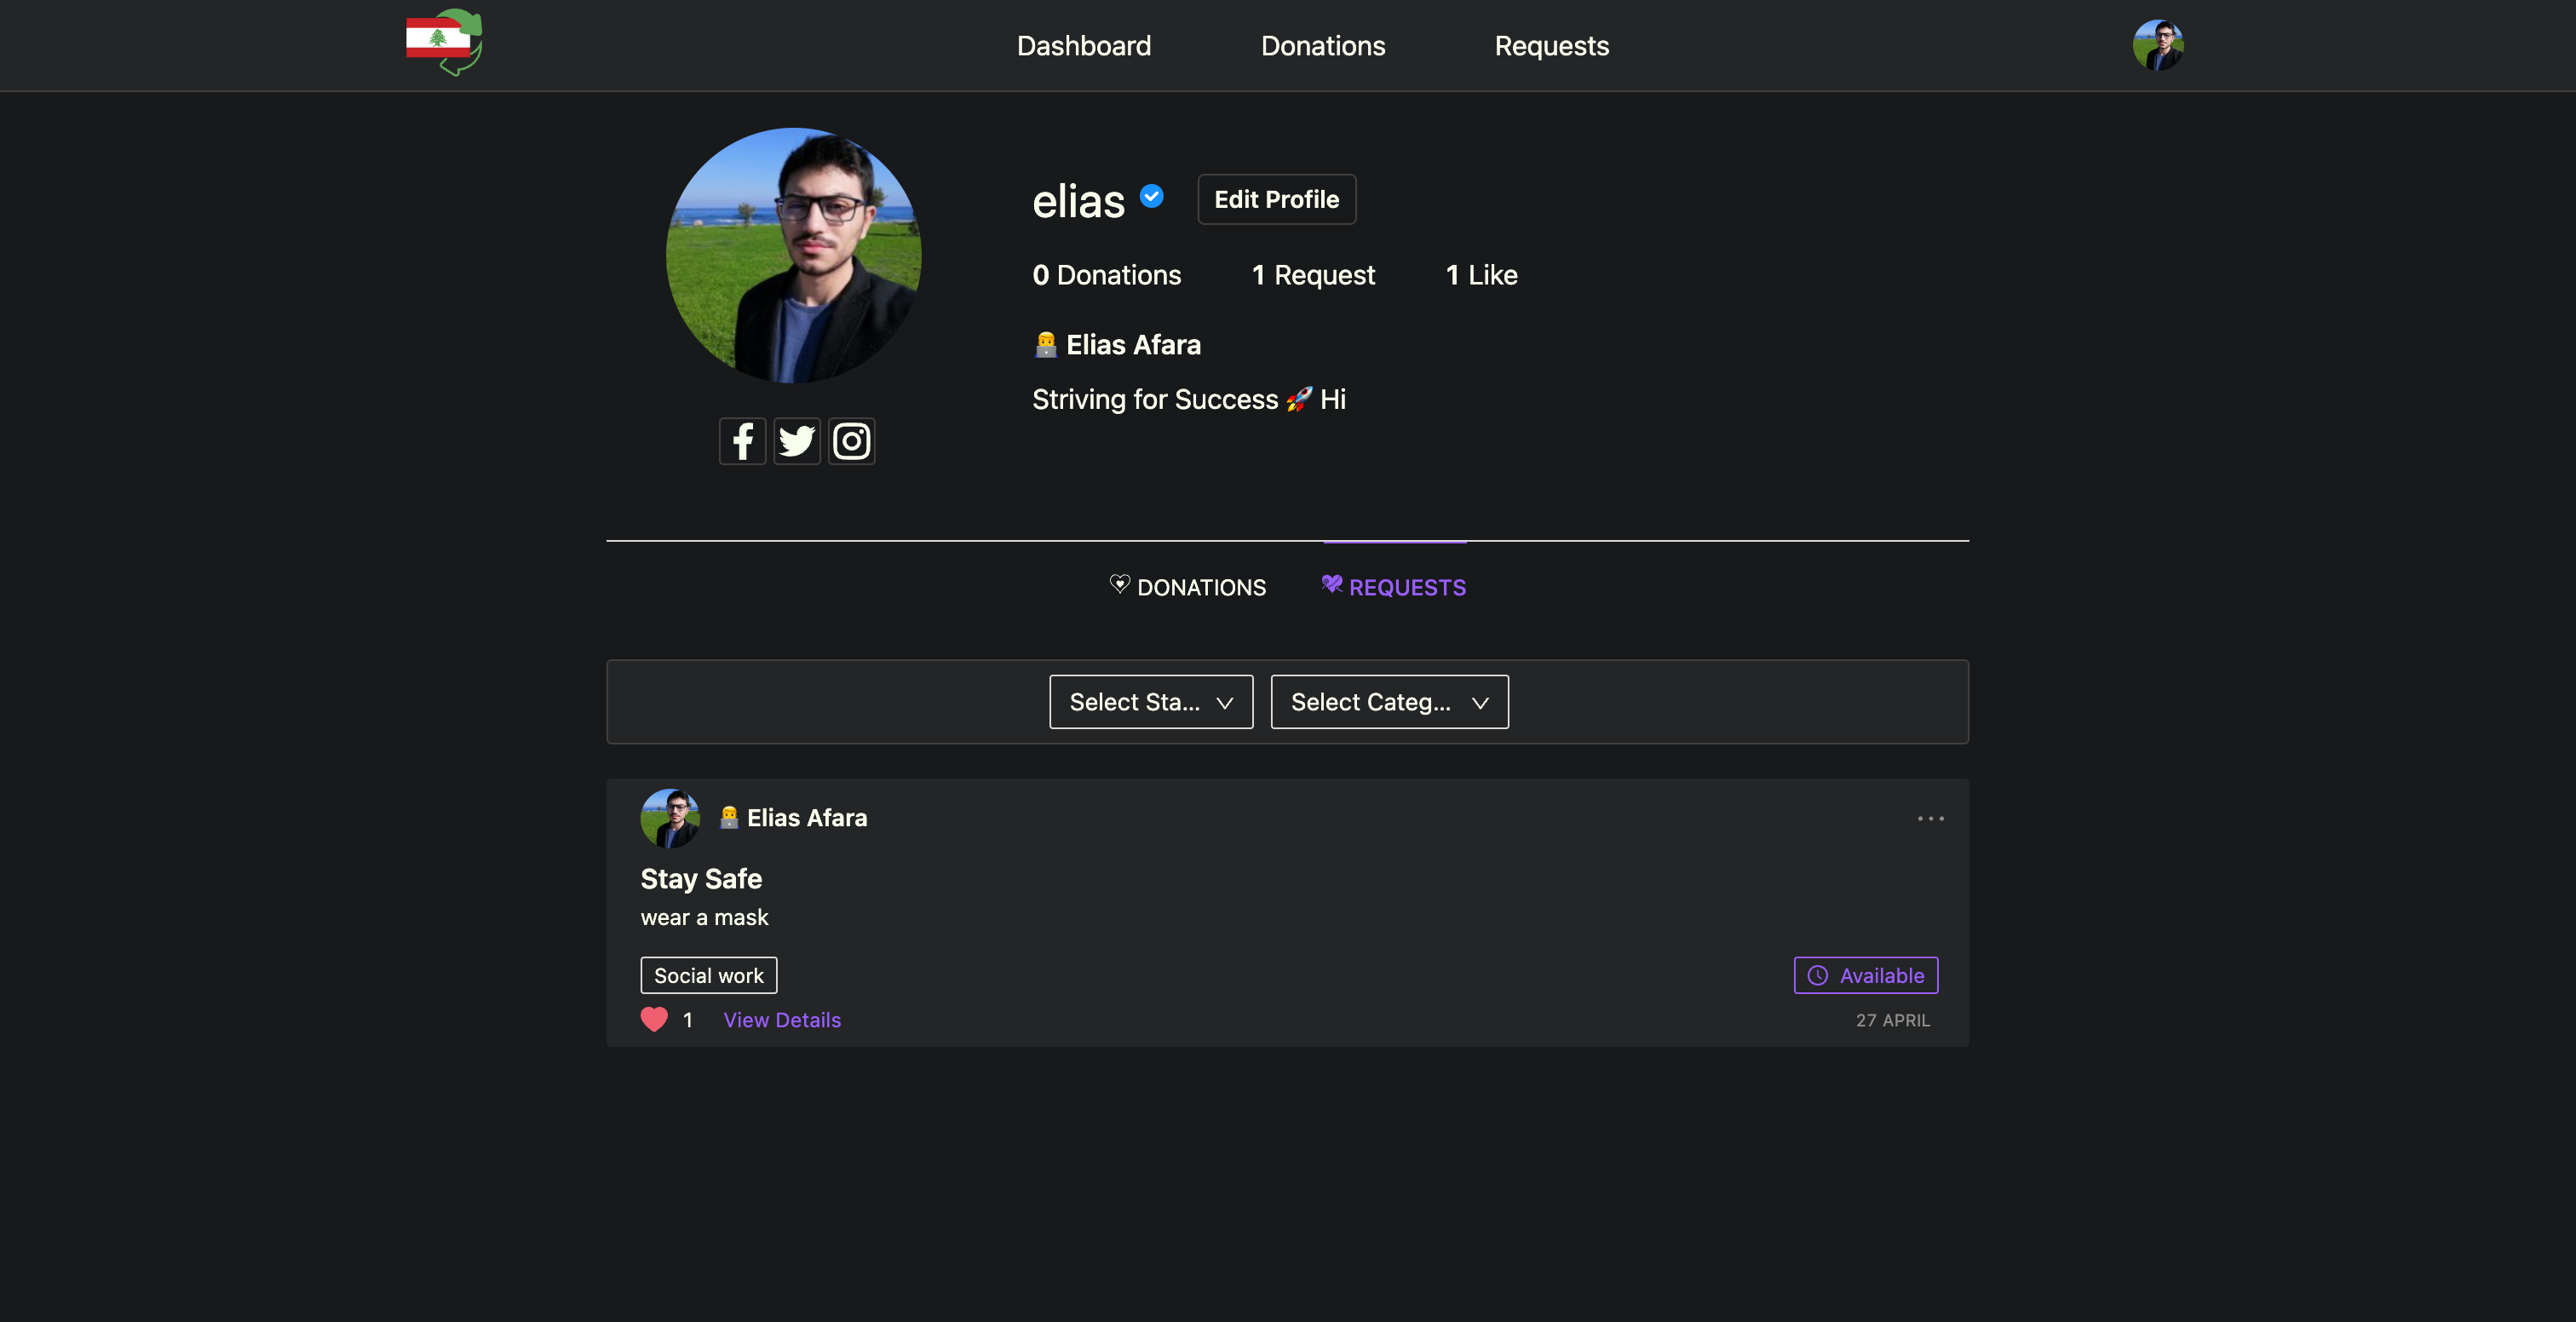 Dashboard Donations Requests
elias Edit Profile
0 Donations 1 Request 1 Like
👨‍💻 Elias Afara
Striving for Success 🚀 Hi
DONATIONS REQUESTS
Select Sta... Select Categ...
👨‍💻 Elias Afara
Stay Safe
wear a mask
Social work Available
1 View Details 27 APRIL